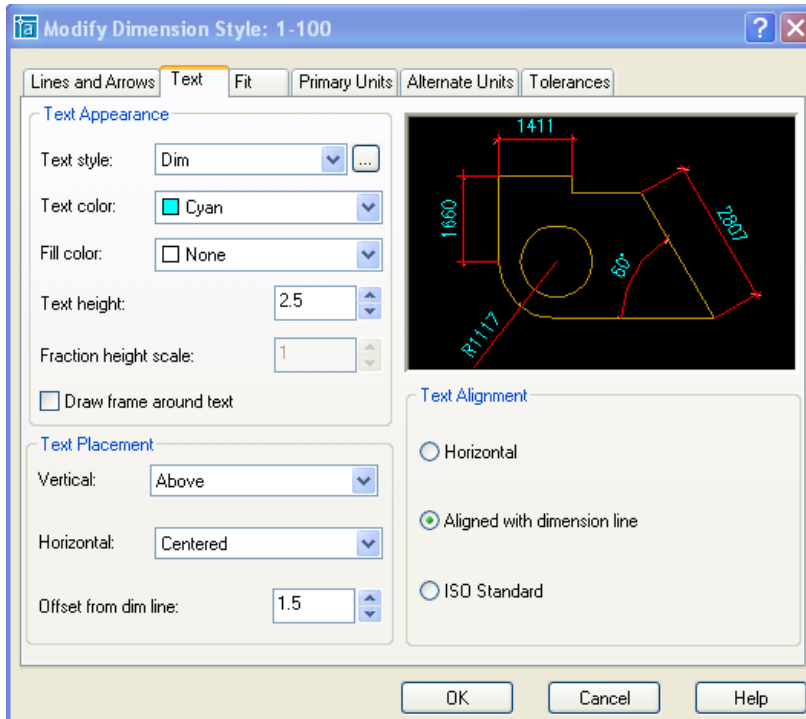 Modify Dimension Style: 1-100
Lines and Arrows Text Fit Primary Units Alternate Units Tolerances
Text Appearance
Text style: Dim ...
Text color: Cyan
Fill color: None
Text height: 2.5
Fraction height scale: 1
Draw frame around text
Text Placement
Vertical: Above
Horizontal: Centered
Offset from dim line: 1.5
1411
1660
2807
60°
R1117
Text Alignment
Horizontal
Aligned with dimension line
ISO Standard
OK Cancel Help